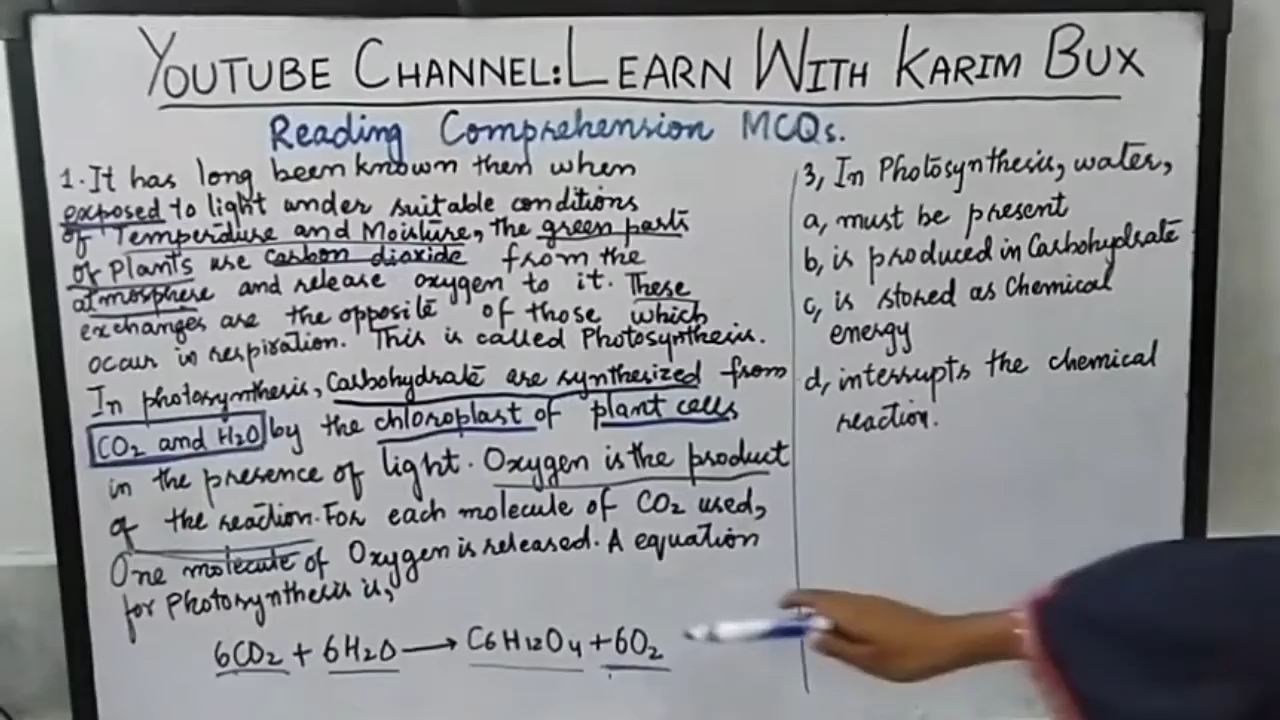 YOUTUBE CHANNEL: LEARN WITH KARIM BUX
Reading Comprehension MCQs.
1. It has long been known them when
exposed to light under suitable conditions
of Temperature and Moisture, the green parts
of Plants use carbon dioxide from the
atmosphere and release oxygen to it. These
exchanges are the opposite of those which
occur in respiration. This is called Photosynthesis.
In photosynthesis, Carbohydrate are synthesized from
CO2 and H2O by the chloroplast of plant cells
in the presence of light. Oxygen is the product
of the reaction. For each molecule of CO2 used,
One molecule of Oxygen is released. A equation
for Photosynthesis is,
6CO2 + 6H2O → C6H12O4 + 6O2
3, In Photosynthesis, water,
a, must be present
b, is produced in Carbohydrate
c, is stored as Chemical
energy
d, interrupts the chemical
reaction.